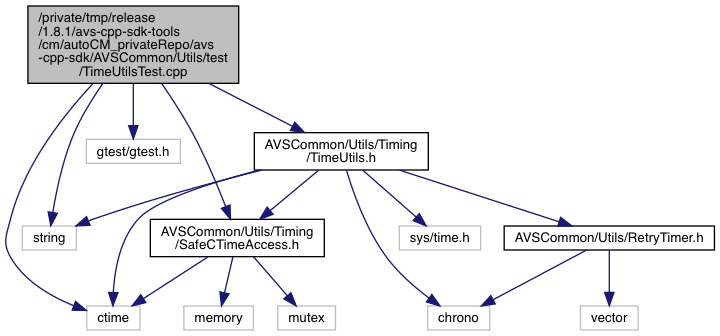 /private/tmp/release
/1.8.1/avs-cpp-sdk-tools
/cm/autoCM_privateRepo/avs
-cpp-sdk/AVSCommon/Utils/test
/TimeUtilsTest.cpp
gtest/gtest.h
AVSCommon/Utils/Timing
/TimeUtils.h
string
AVSCommon/Utils/Timing
/SafeCTimeAccess.h
sys/time.h
AVSCommon/Utils/RetryTimer.h
ctime
memory
mutex
chrono
vector